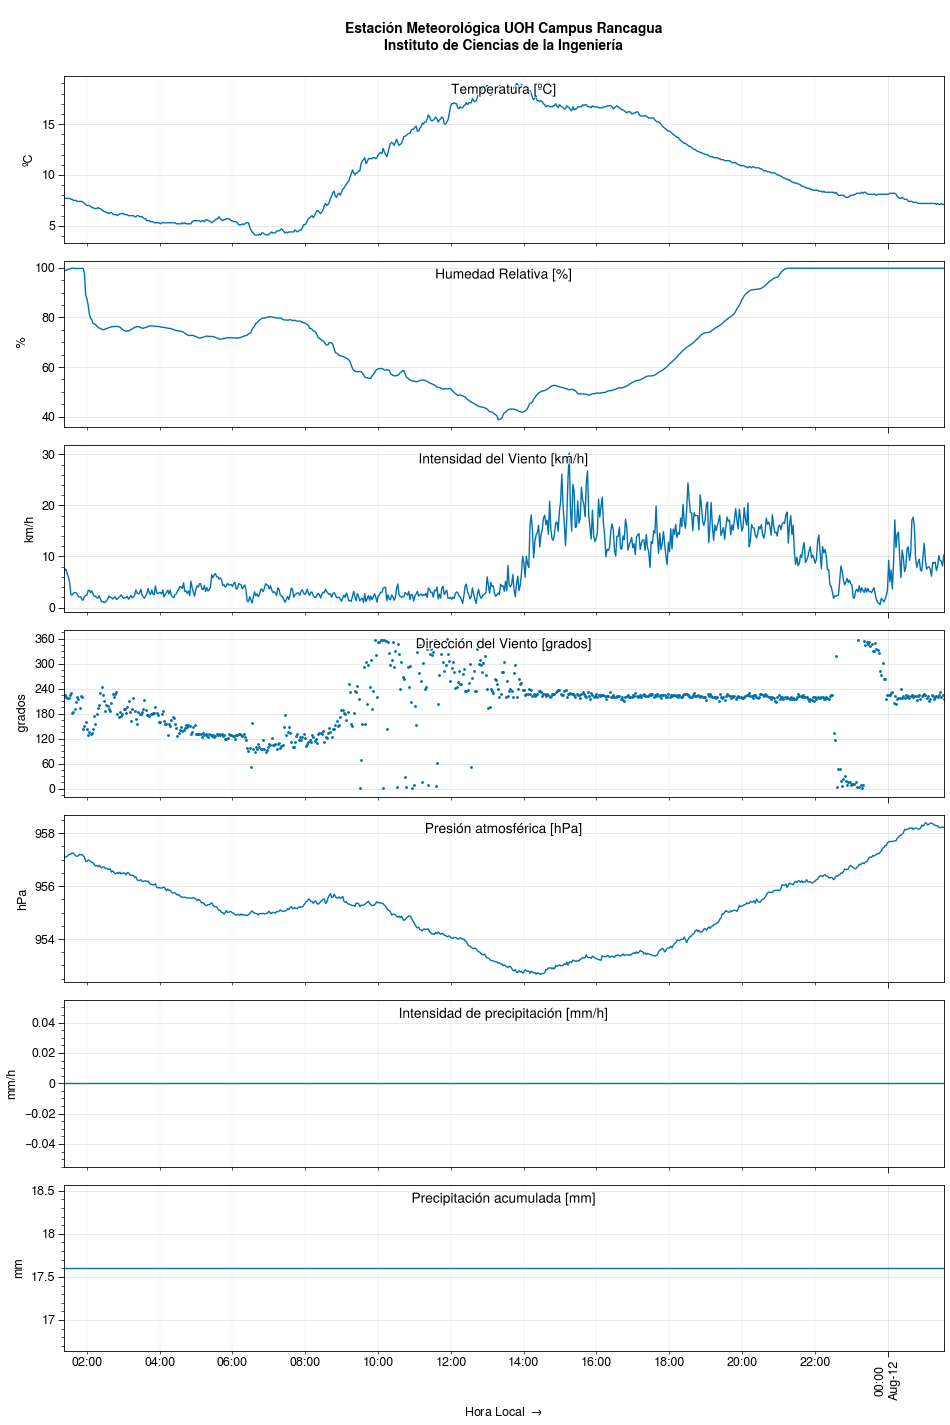 Estación Meteorológica UOH Campus Rancagua
Instituto de Ciencias de la Ingeniería
Temperatura [ºC]
15
10
5
ºC
Humedad Relativa [%]
100
80
60
40
%
Intensidad del Viento [km/h]
30
20
10
0
km/h
Dirección del Viento [grados]
360
300
240
180
120
60
0
grados
Presión atmosférica [hPa]
958
956
954
hPa
Intensidad de precipitación [mm/h]
0.04
0.02
0
−0.02
−0.04
mm/h
Precipitación acumulada [mm]
18.5
18
17.5
17
mm
02:00 04:00 06:00 08:00 10:00 12:00 14:00 16:00 18:00 20:00 22:00 00:00
Aug-12
Hora Local →